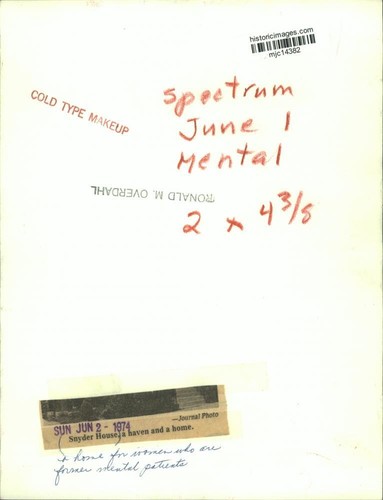 historicimages.com
mjc14382
COLD TYPE MAKEUP
Spectrum
June 1
Mental
RONALD M. OVERDAHL
2 x 4 3/8
—Journal Photo
SUN JUN 2 - 1974
Snyder House, a haven and a home.
A home for women who are
former mental patients